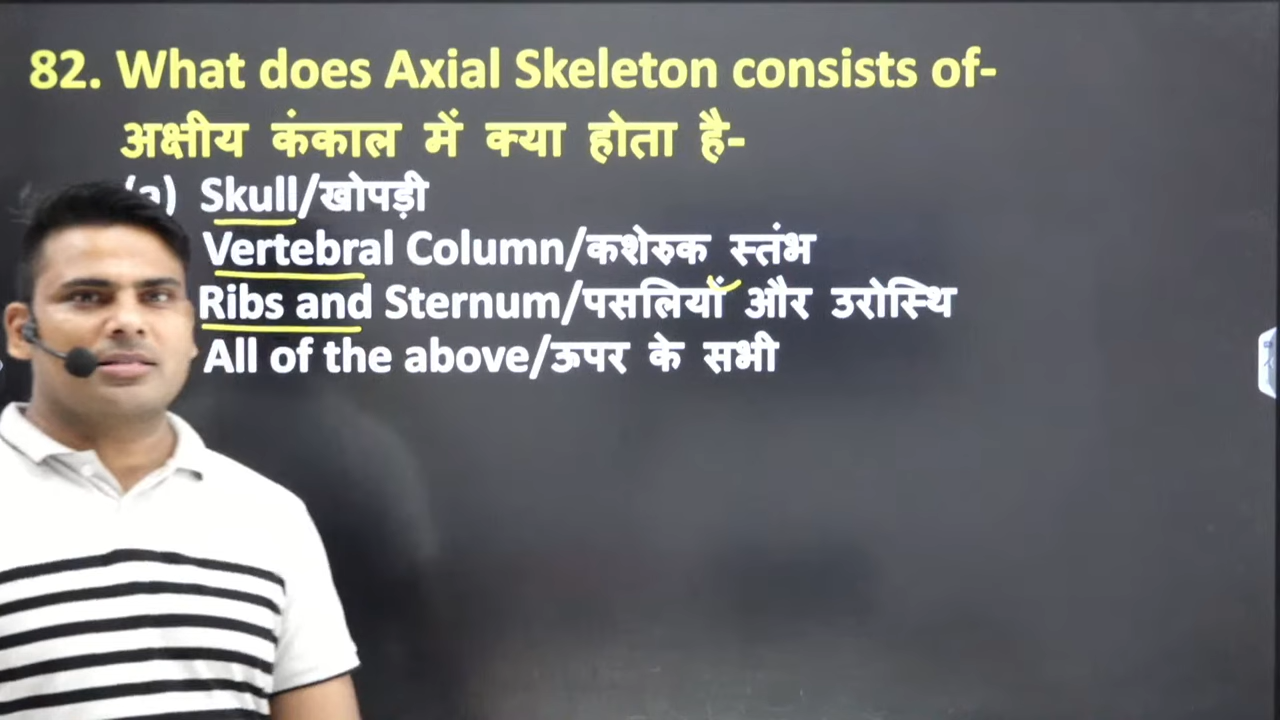 82. What does Axial Skeleton consists of-
अक्षीय कंकाल में क्या होता है-
(a) Skull/खोपड़ी
Vertebral Column/कशेरुक स्तंभ
Ribs and Sternum/पसलियों और उरोस्थि
All of the above/ऊपर के सभी